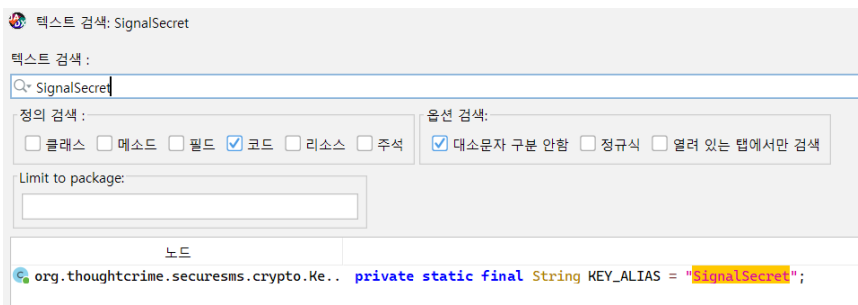 텍스트 검색: SignalSecret
텍스트 검색 :
SignalSecret
정의 검색 :
클래스 메소드 필드 코드 리소스 주석
옵션 검색:
대소문자 구분 안함 정규식 열려 있는 탭에서만 검색
Limit to package:
노드
org.thoughtcrime.securesms.crypto.Ke.. private static final String KEY_ALIAS = "SignalSecret";